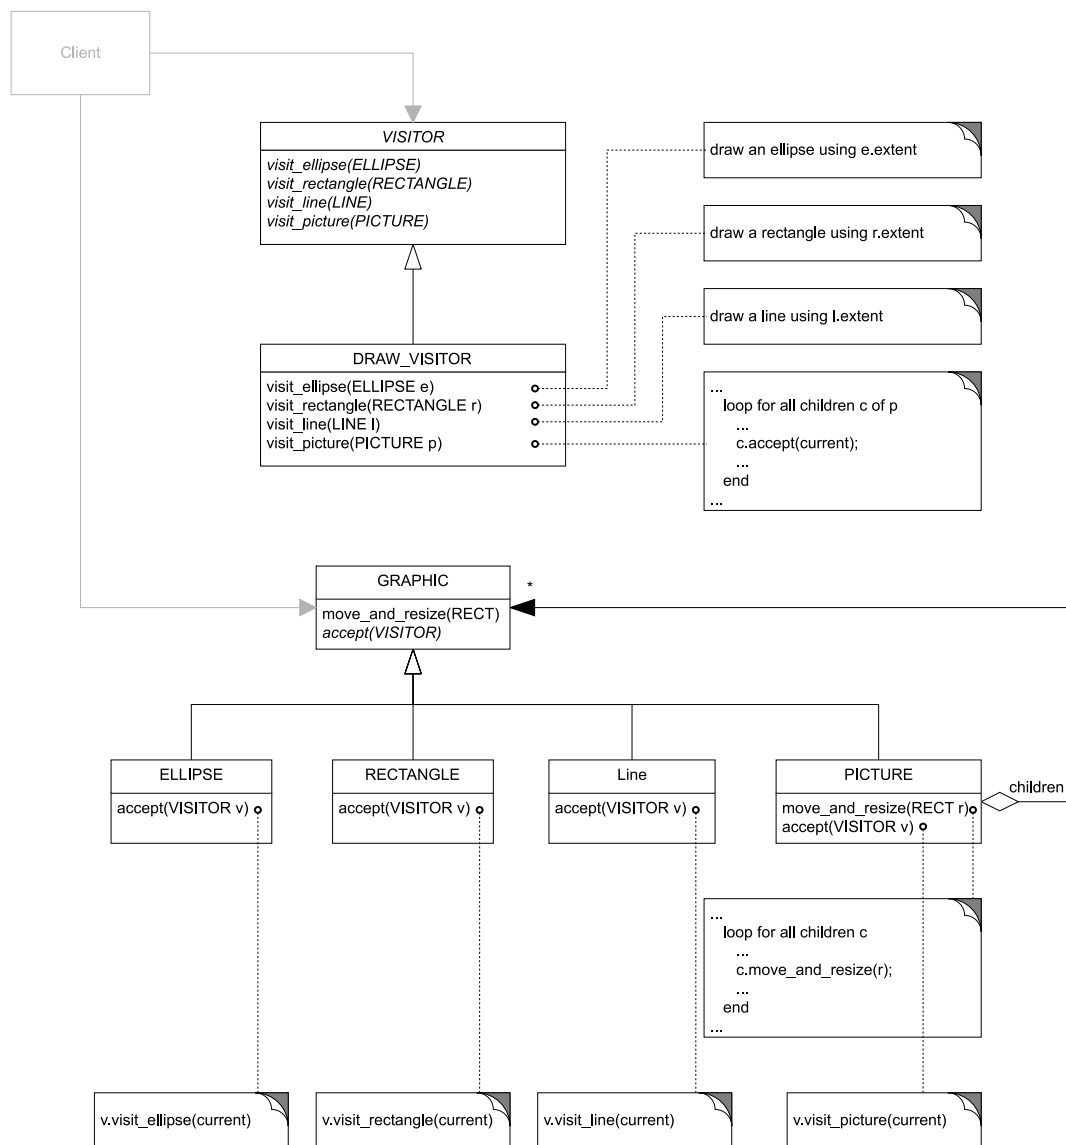 Client
VISITOR
visit_ellipse(ELLIPSE)
visit_rectangle(RECTANGLE)
visit_line(LINE)
visit_picture(PICTURE)
draw an ellipse using e.extent
draw a rectangle using r.extent
draw a line using l.extent
DRAW_VISITOR
visit_ellipse(ELLIPSE e)
visit_rectangle(RECTANGLE r)
visit_line(LINE l)
visit_picture(PICTURE p)
...
loop for all children c of p
...
c.accept(current);
...
end
...
GRAPHIC
move_and_resize(RECT)
accept(VISITOR)
*
ELLIPSE
accept(VISITOR v)
RECTANGLE
accept(VISITOR v)
Line
accept(VISITOR v)
PICTURE
move_and_resize(RECT r)
accept(VISITOR v)
children
...
loop for all children c
...
c.move_and_resize(r);
...
end
...
v.visit_ellipse(current)
v.visit_rectangle(current)
v.visit_line(current)
v.visit_picture(current)